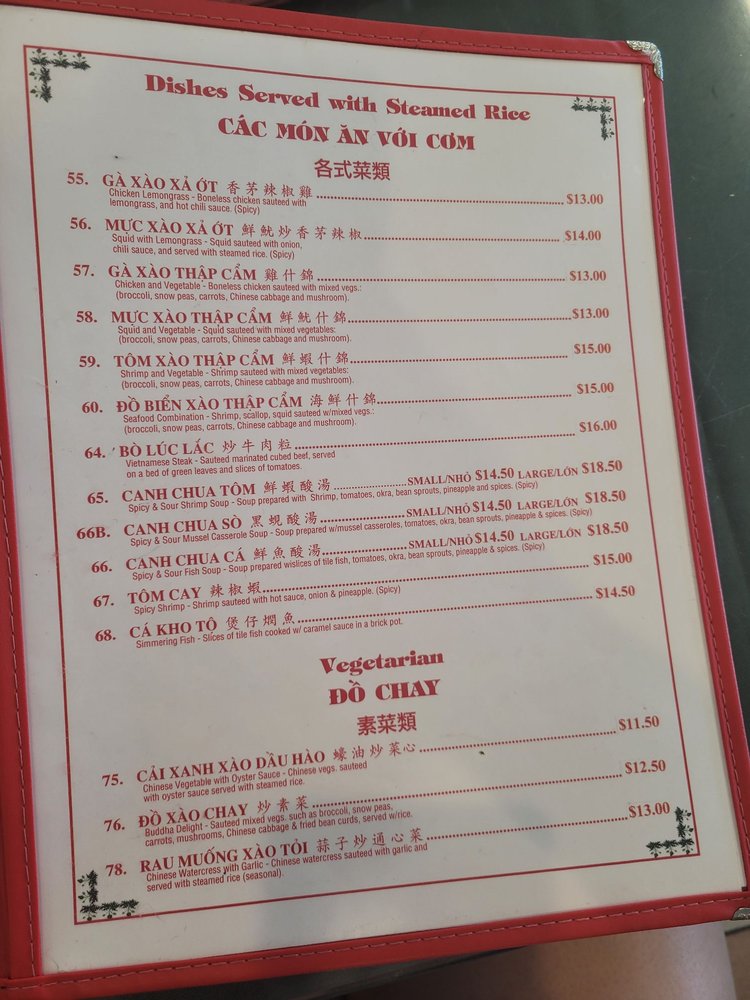 Dishes Served with Steamed Rice
CÁC MÓN ĂN VỚI CƠM
各式菜類
55. GÀ XÀO XẢ ỚT 香茅辣椒雞 $13.00
Chicken Lemongrass - Boneless chicken sauteed with
lemongrass, and hot chili sauce. (Spicy)
56. MỰC XÀO XẢ ỚT 鮮魷炒香茅辣椒 $14.00
Squid with Lemongrass - Squid sauteed with onion,
chili sauce, and served with steamed rice. (Spicy)
57. GÀ XÀO THẬP CẨM 雞什錦 $13.00
Chicken and Vegetable - Boneless chicken sauteed with mixed vegs.:
(broccoli, snow peas, carrots, Chinese cabbage and mushroom).
58. MỰC XÀO THẬP CẨM 鮮魷什錦 $13.00
Squid and Vegetable - Squid sauteed with mixed vegetables:
(broccoli, snow peas, carrots, Chinese cabbage and mushroom).
59. TÔM XÀO THẬP CẨM 鮮蝦什錦 $15.00
Shrimp and Vegetable - Shrimp sauteed with mixed vegetables:
(broccoli, snow peas, carrots, Chinese cabbage and mushroom).
60. ĐỒ BIỂN XÀO THẬP CẨM 海鮮什錦 $15.00
Seafood Combination - Shrimp, scallop, squid sauteed w/mixed vegs.:
(broccoli, snow peas, carrots, Chinese cabbage and mushroom).
64. BÒ LÚC LẮC 炒牛肉粒 $16.00
Vietnamese Steak - Sauteed marinated cubed beef, served
on a bed of green leaves and slices of tomatoes.
65. CANH CHUA TÔM 鮮蝦酸湯 SMALL/NHỎ $14.50 LARGE/LỚN $18.50
Spicy & Sour Shrimp Soup - Soup prepared with Shrimp, tomatoes, okra, bean sprouts, pineapple and spices. (Spicy)
66B. CANH CHUA SÒ 黑蜆酸湯 SMALL/NHỎ $14.50 LARGE/LỚN $18.50
Spicy & Sour Mussel Casserole Soup - Soup prepared w/mussel casseroles, tomatoes, okra, bean sprouts, pineapple & spices. (Spicy)
66. CANH CHUA CÁ 鮮魚酸湯 SMALL/NHỎ $14.50 LARGE/LỚN $18.50
Spicy & Sour Fish Soup - Soup prepared wislices of tile fish, tomatoes, okra, bean sprouts, pineapple & spices. (Spicy)
67. TÔM CAY 辣椒蝦 $15.00
Spicy Shrimp - Shrimp sauteed with hot sauce, onion & pineapple. (Spicy)
68. CÁ KHO TỘ 煲仔燜魚 $14.50
Simmering Fish - Slices of tile fish cooked w/ caramel sauce in a brick pot.
Vegetarian
ĐỒ CHAY
素菜類
75. CẢI XANH XÀO DẦU HÀO 蠔油炒菜心 $11.50
Chinese Vegetable with Oyster Sauce - Chinese vegs. sauteed
with oyster sauce served with steamed rice.
76. ĐỒ XÀO CHAY 炒素菜 $12.50
Buddha Delight - Sauteed mixed vegs. such as broccoli, snow peas,
carrots, mushrooms, Chinese cabbage & fried bean curds, served w/rice.
78. RAU MUỐNG XÀO TỎI 蒜子炒通心菜 $13.00
Chinese Watercress with Garlic - Chinese watercress sauteed with garlic and
served with steamed rice (seasonal).